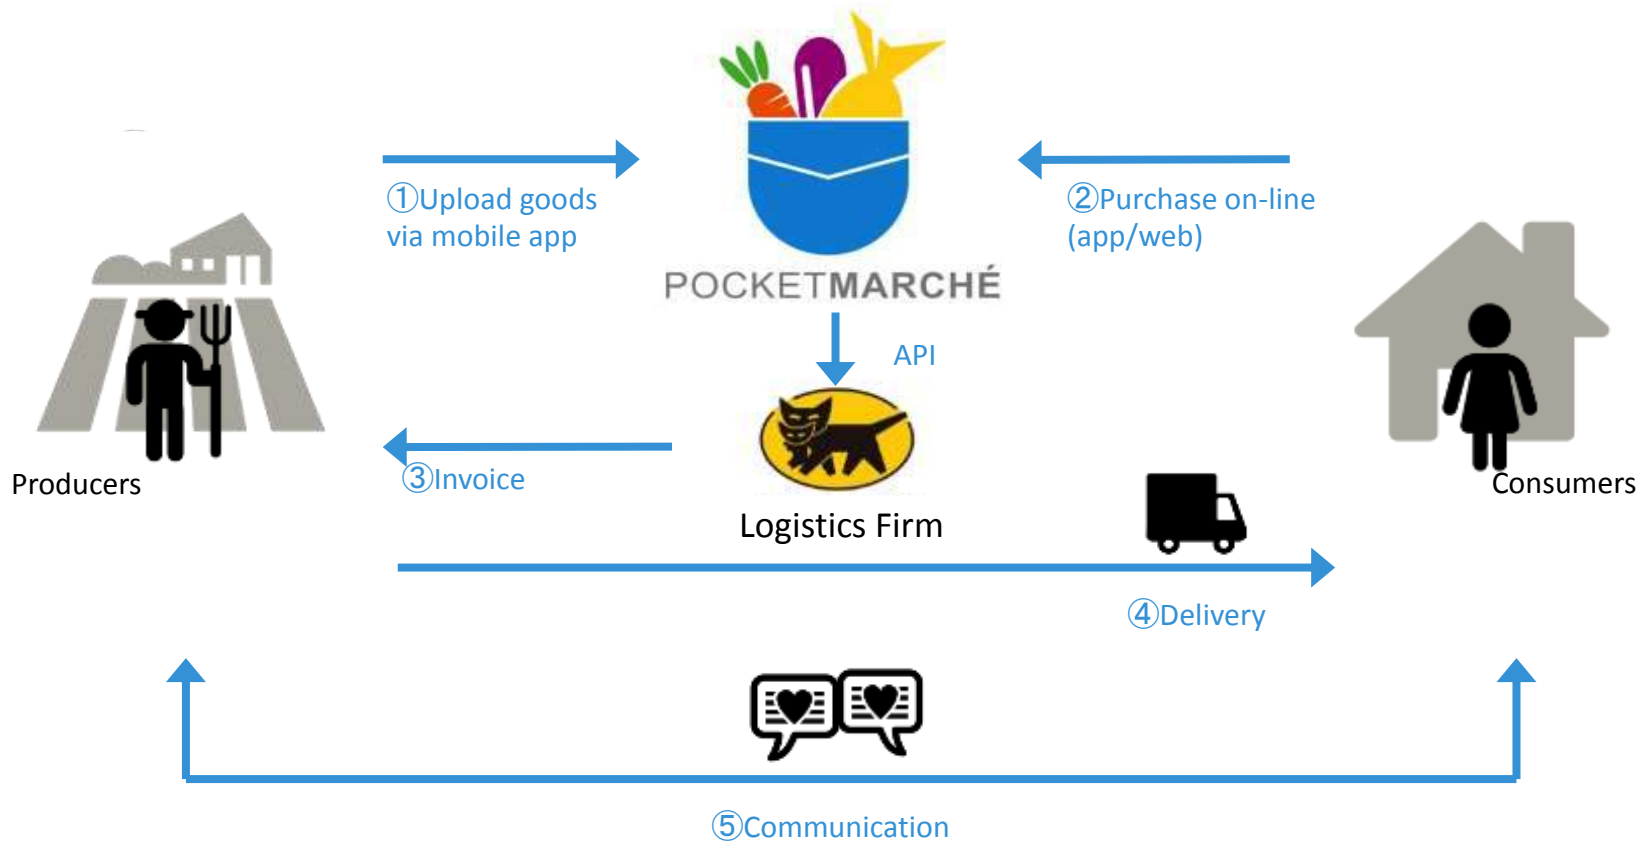 ①Upload goods
via mobile app
②Purchase on-line
(app/web)
POCKETMARCHÉ
API
③Invoice
Producers
Consumers
Logistics Firm
④Delivery
⑤Communication